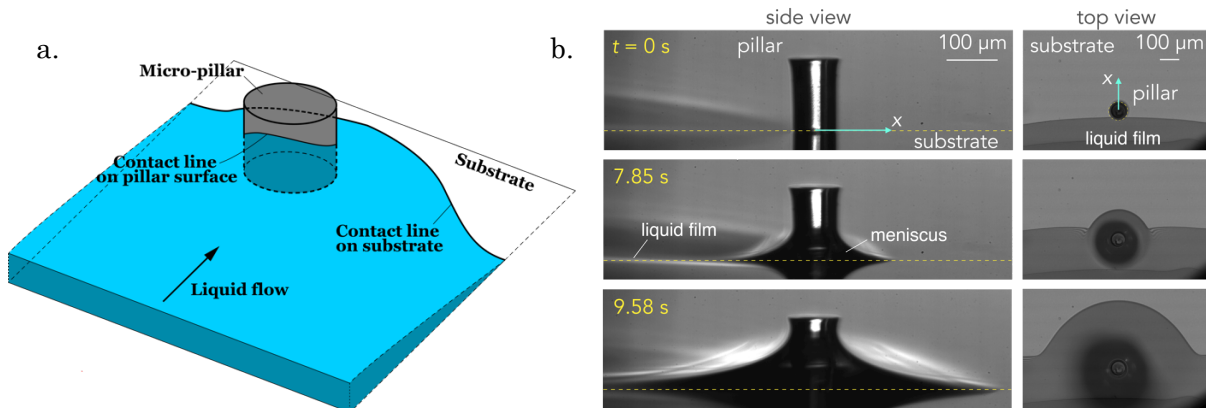 a.
Micro-pillar
Contact line
on pillar surface
Substrate
Contact line
on substrate
Liquid flow
b.
side view
top view
t = 0 s
pillar
100 μm
x
substrate
substrate
100 μm
x
pillar
liquid film
7.85 s
liquid film
meniscus
9.58 s